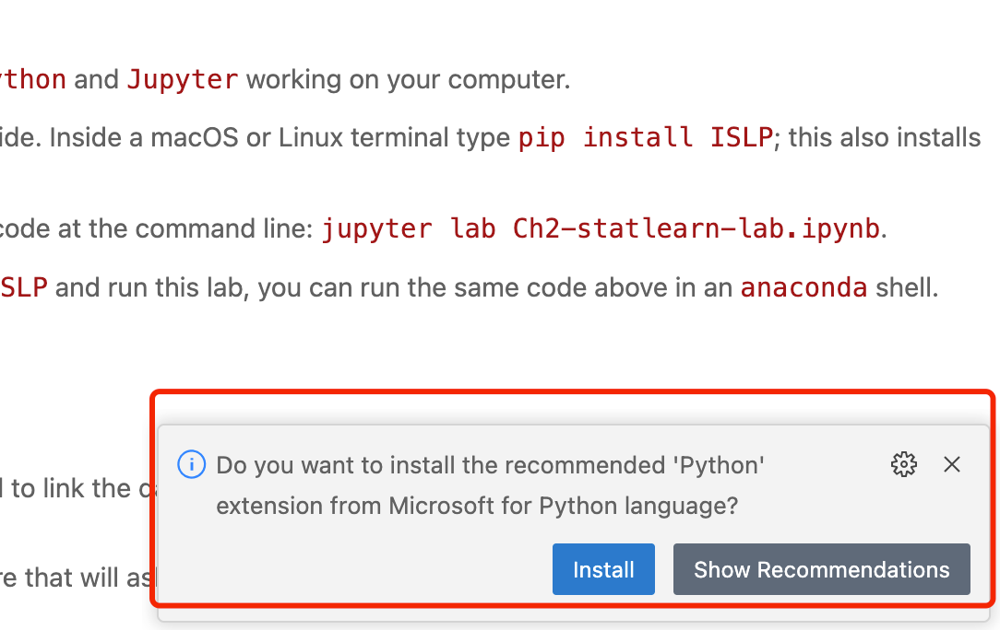 ython and Jupyter working on your computer.
ide. Inside a macOS or Linux terminal type pip install ISLP; this also installs
code at the command line: jupyter lab Ch2-statlearn-lab.ipynb.
SLP and run this lab, you can run the same code above in an anaconda shell.
Do you want to install the recommended 'Python'
extension from Microsoft for Python language?
to link the
re that will as
Install Show Recommendations